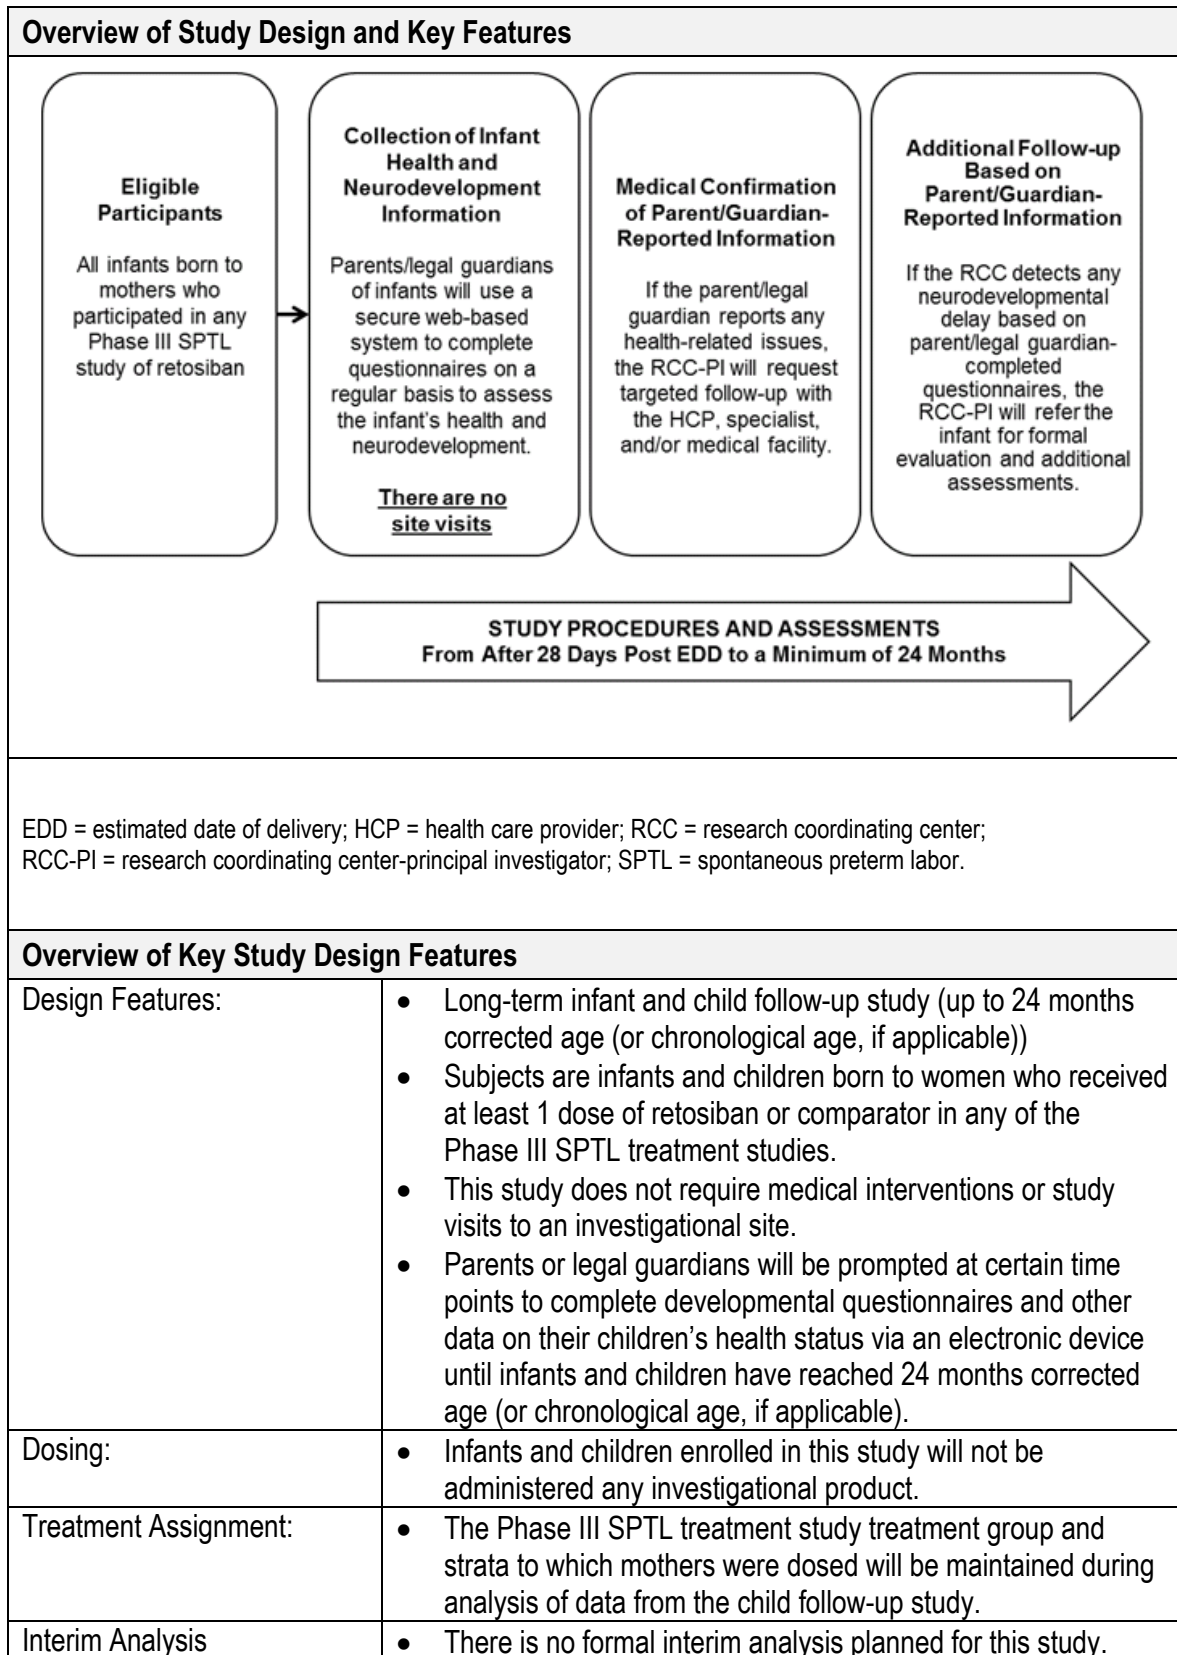 Overview of Study Design and Key Features
Eligible
Participants
All infants born to
mothers who
participated in any
Phase III SPTL
study of retosiban
Collection of Infant
Health and
Neurodevelopment
Information
Parents/legal guardians
of infants will use a
secure web-based
system to complete
questionnaires on a
regular basis to assess
the infant's health and
neurodevelopment.
There are no
site visits
Medical Confirmation
of Parent/Guardian-
Reported Information
If the parent/legal
guardian reports any
health-related issues,
the RCC-PI will request
targeted follow-up with
the HCP, specialist,
and/or medical facility.
Additional Follow-up
Based on
Parent/Guardian-
Reported Information
If the RCC detects any
neurodevelopmental
delay based on
parent/legal guardian-
completed
questionnaires, the
RCC-PI will refer the
infant for formal
evaluation and additional
assessments.
STUDY PROCEDURES AND ASSESSMENTS
From After 28 Days Post EDD to a Minimum of 24 Months
EDD = estimated date of delivery; HCP = health care provider; RCC = research coordinating center;
RCC-PI = research coordinating center-principal investigator; SPTL = spontaneous preterm labor.
Overview of Key Study Design Features
Design Features:
• Long-term infant and child follow-up study (up to 24 months
corrected age (or chronological age, if applicable))
• Subjects are infants and children born to women who received
at least 1 dose of retosiban or comparator in any of the
Phase III SPTL treatment studies.
• This study does not require medical interventions or study
visits to an investigational site.
• Parents or legal guardians will be prompted at certain time
points to complete developmental questionnaires and other
data on their children's health status via an electronic device
until infants and children have reached 24 months corrected
age (or chronological age, if applicable).
Dosing:
• Infants and children enrolled in this study will not be
administered any investigational product.
Treatment Assignment:
• The Phase III SPTL treatment study treatment group and
strata to which mothers were dosed will be maintained during
analysis of data from the child follow-up study.
Interim Analysis
• There is no formal interim analysis planned for this study.